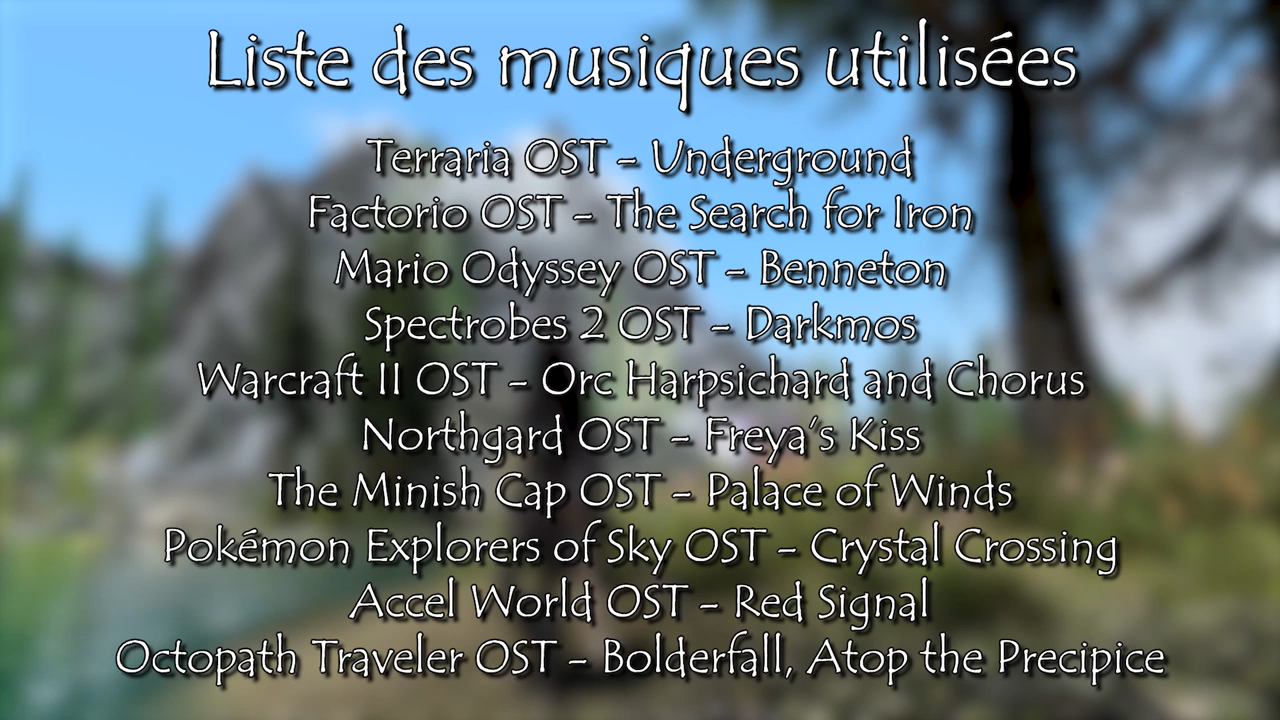 Liste des musiques utilisées
Terraria OST - Underground
Factorio OST - The Search for Iron
Mario Odyssey OST - Benneton
Spectrobes 2 OST - Darkmos
Warcraft II OST - Orc Harpsichard and Chorus
Northgard OST - Freya's Kiss
The Minish Cap OST - Palace of Winds
Pokémon Explorers of Sky OST - Crystal Crossing
Accel World OST - Red Signal
Octopath Traveler OST - Bolderfall, Atop the Precipice